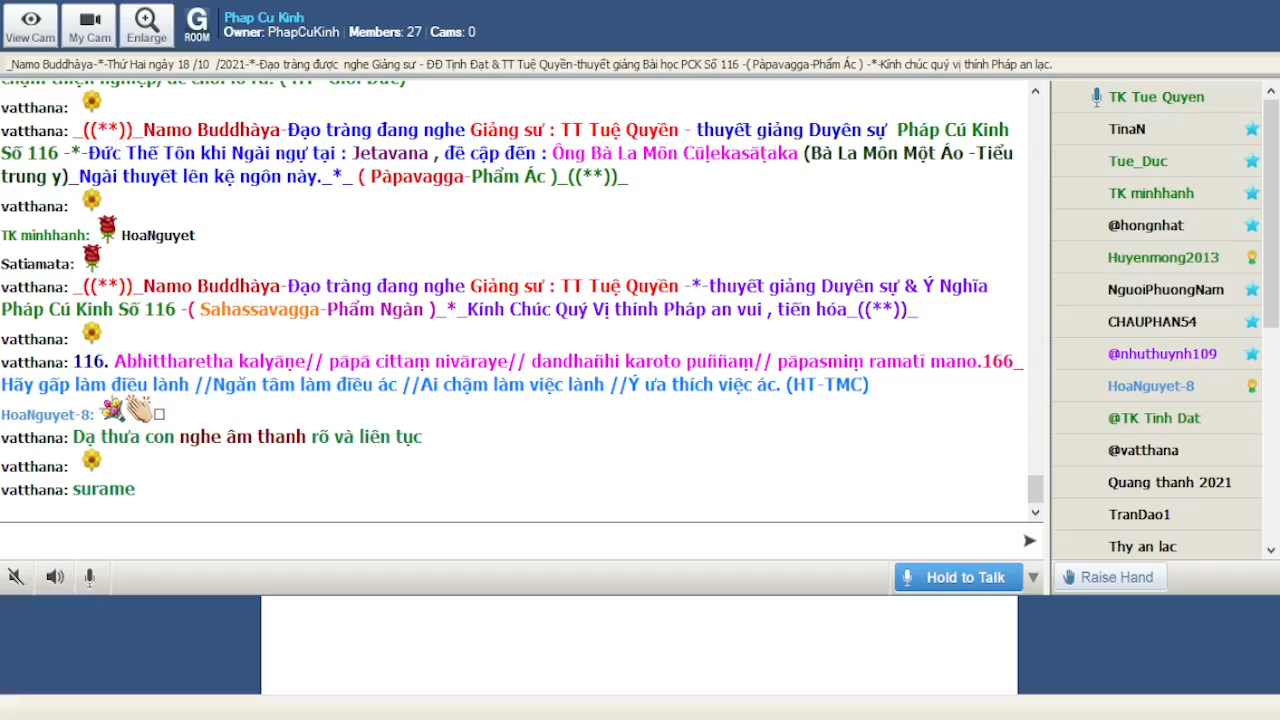 View Cam
My Cam
Enlarge
G
ROOM
Phap Cu Kinh
Owner: PhapCuKinh | Members: 27 | Cams: 0
_Namo Buddhàya-*-Thứ Hai ngày 18 /10 /2021-*-Đạo tràng được nghe Giảng sư - ĐĐ Tịnh Đạt & TT Tuệ Quyền-thuyết giảng Bài học PCK Số 116 -( Pàpavagga-Phẩm Ác ) -*-Kính chúc quý vị thính Pháp an lạc.
vatthana:
vatthana: _((**))_Namo Buddhàya-Đạo tràng đang nghe Giảng sư : TT Tuệ Quyền - thuyết giảng Duyên sự Pháp Cú Kinh
Số 116 -*-Đức Thế Tôn khi Ngài ngự tại : Jetavana , đề cập đến : Ông Bà La Môn Cūḷekasāṭaka (Bà La Môn Một Áo -Tiểu
trung y)_Ngài thuyết lên kệ ngôn này._*_ ( Pàpavagga-Phẩm Ác )_((**))_
vatthana:
TK minhhanh: HoaNguyet
Satiamata:
vatthana: _((**))_Namo Buddhàya-Đạo tràng đang nghe Giảng sư : TT Tuệ Quyền -*-thuyết giảng Duyên sự & Ý Nghĩa
Pháp Cú Kinh Số 116 -( Sahassavagga-Phẩm Ngàn )_*_Kính Chúc Quý Vị thính Pháp an vui , tiến hóa_((**))_
vatthana:
vatthana: 116. Abhittharetha kalyāṇe// pāpā cittaṃ nivāraye// dandhañhi karoto puññaṃ// pāpasmiṃ ramatī mano.166_
Hãy gấp làm điều lành //Ngăn tâm làm điều ác //Ai chậm làm việc lành //Ý ưa thích việc ác. (HT-TMC)
HoaNguyet-8:
vatthana: Dạ thưa con nghe âm thanh rõ và liên tục
vatthana:
vatthana: surame
Hold to Talk
TK Tue Quyen
TinaN
Tue_Duc
TK minhhanh
@hongnhat
Huyenmong2013
NguoiPhuongNam
CHAUPHAN54
@nhuthuynh109
HoaNguyet-8
@TK Tinh Dat
@vatthana
Quang thanh 2021
TranDao1
Thy an lac
Raise Hand